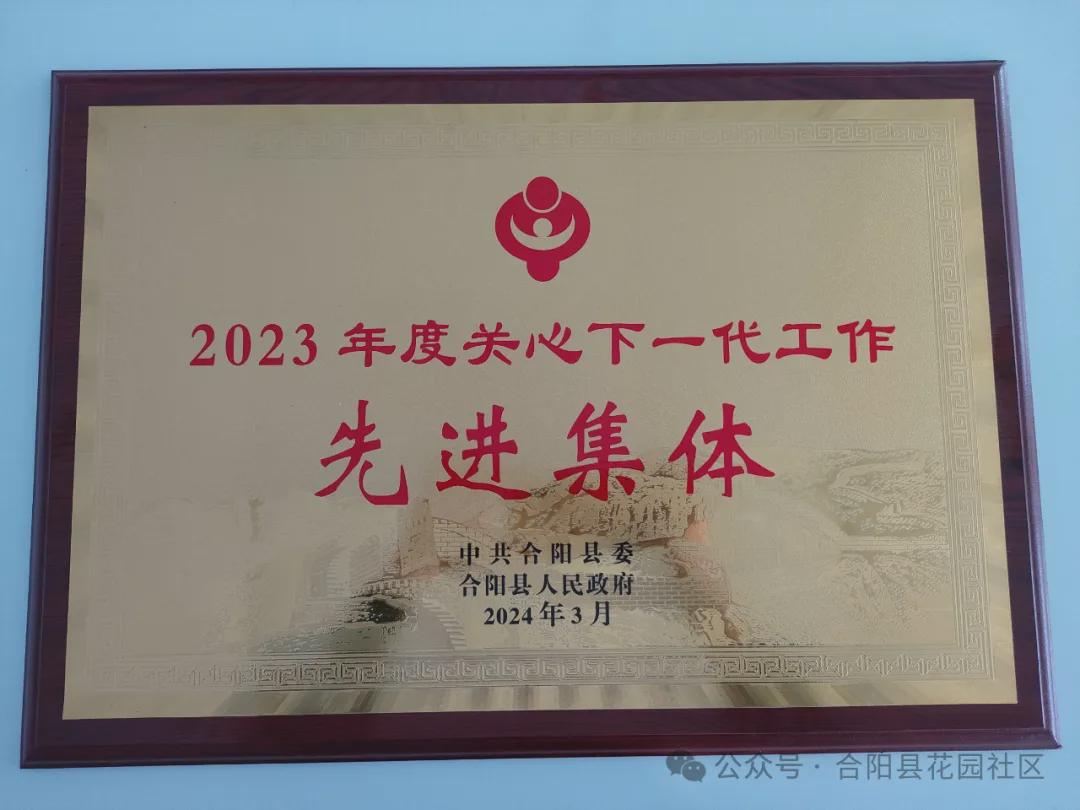 2023年度关心下一代工作
先进集体
中共合阳县委
合阳县人民政府
2024年3月
公众号·合阳县花园社区